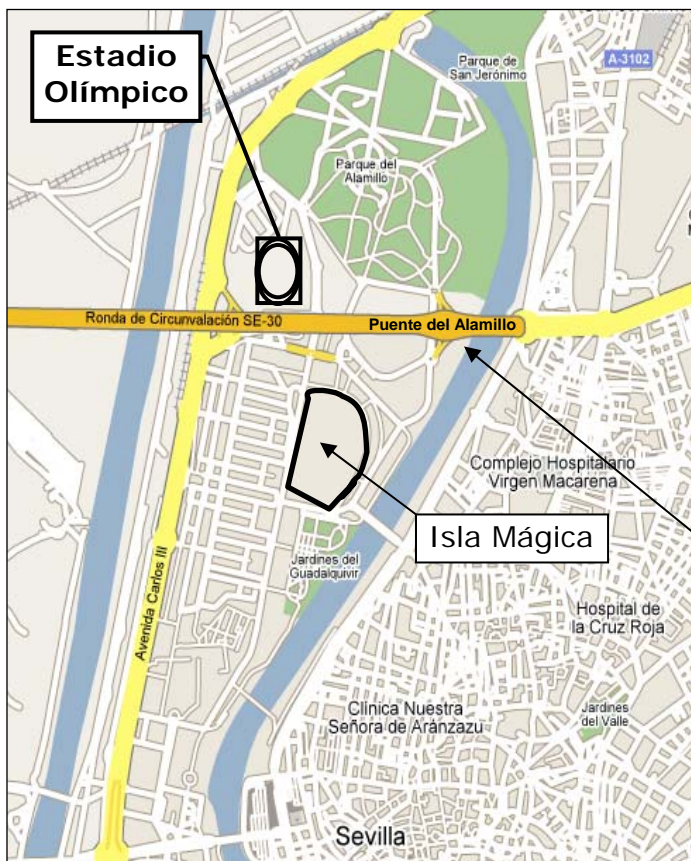 Estadio
Olímpico
Parque de
San Jerónimo
A-3102
Parque del
Alamillo
Ronda de Circunvalación SE-30
Puente del Alamillo
Complejo Hospitalario
Virgen Macarena
Isla Mágica
Jardines del
Guadalquivir
Avenida Carlos III
Hospital de
la Cruz Roja
Clínica Nuestra
Señora de Aránzazu
Jardines
del Valle
Sevilla